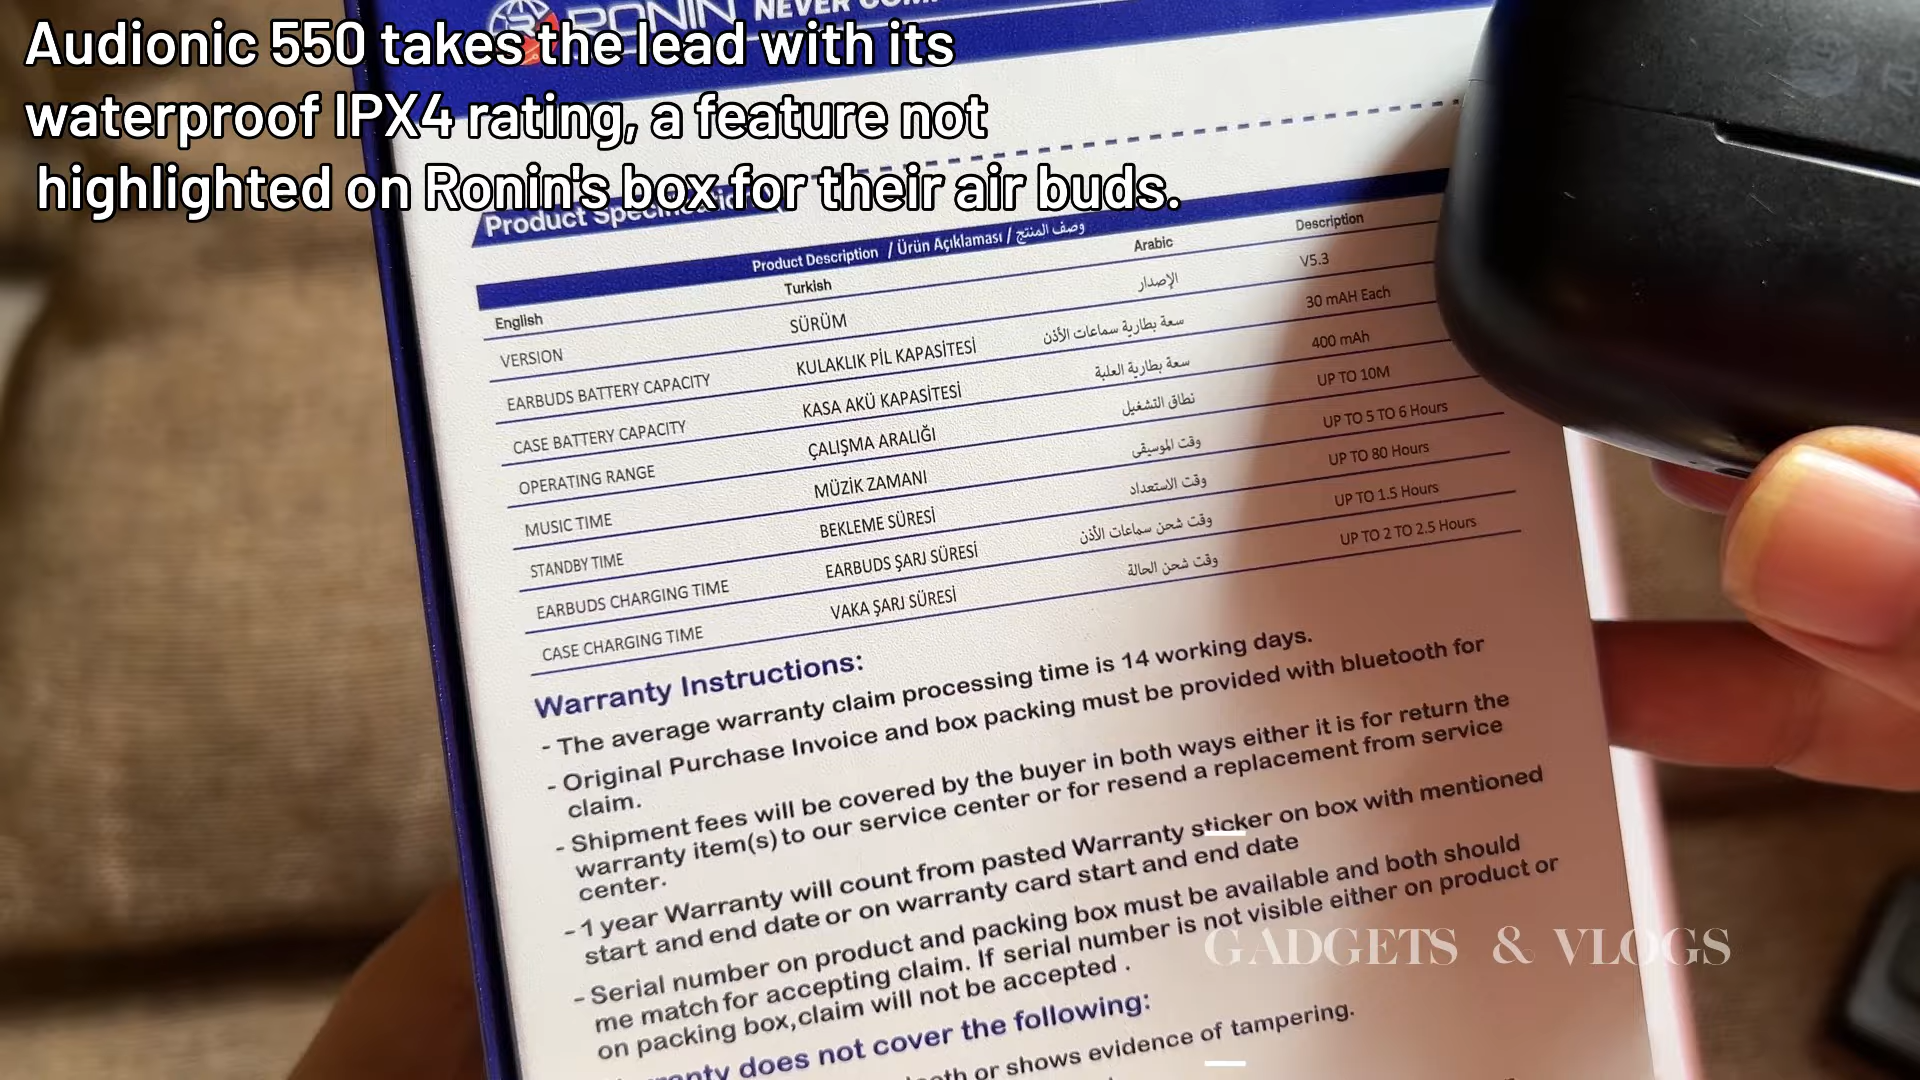 RONIN NEVER
Audionic 550 takes the lead with its
waterproof IPX4 rating, a feature not
highlighted on Ronin's box for their air buds.
Product
Product Description / Ürün Açıklaması / وصف المنتج
English Turkish Arabic Description
VERSION SÜRÜM الإصدار V5.3
EARBUDS BATTERY CAPACITY KULAKLIK PİL KAPASİTESİ سعة بطارية سماعات الأذن 30 mAH Each
CASE BATTERY CAPACITY KASA AKÜ KAPASİTESİ سعة بطارية العلبة 400 mAh
OPERATING RANGE ÇALIŞMA ARALIĞI نطاق التشغيل UP TO 10M
MUSIC TIME MÜZİK ZAMANI وقت الموسيقى UP TO 5 TO 6 Hours
STANDBY TIME BEKLEME SÜRESİ وقت الاستعداد UP TO 80 Hours
EARBUDS CHARGING TIME EARBUDS ŞARJ SÜRESİ وقت شحن سماعات الأذن UP TO 1.5 Hours
CASE CHARGING TIME VAKA ŞARJ SÜRESİ وقت شحن الحالة UP TO 2 TO 2.5 Hours
Warranty Instructions:
- The average warranty claim processing time is 14 working days.
- Original Purchase Invoice and box packing must be provided with bluetooth for
claim.
- Shipment fees will be covered by the buyer in both ways either it is for return the
warranty item(s) to our service center or for resend a replacement from service
center.
- 1 year Warranty will count from pasted Warranty sticker on box with mentioned
start and end date or on warranty card start and end date
- Serial number on product and packing box must be available and both should
me match for accepting claim. If serial number is not visible either on product or
on packing box,claim will not be accepted .
does not cover the following:
or shows evidence of tampering.
GADGETS & VLOGS